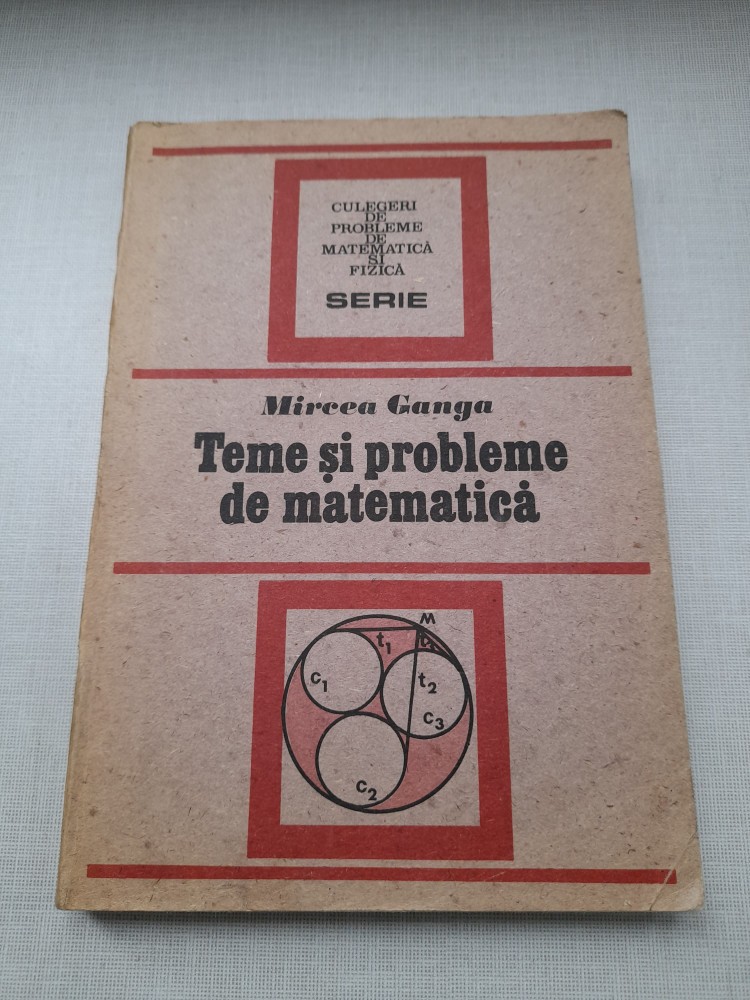 CULEGERI
DE
PROBLEME
DE
MATEMATICĂ
ŞI
FIZICĂ
SERIE
Mircea Ganga
Teme și probleme
de matematică
M
t₁
c₁
t₂
c₃
c₂